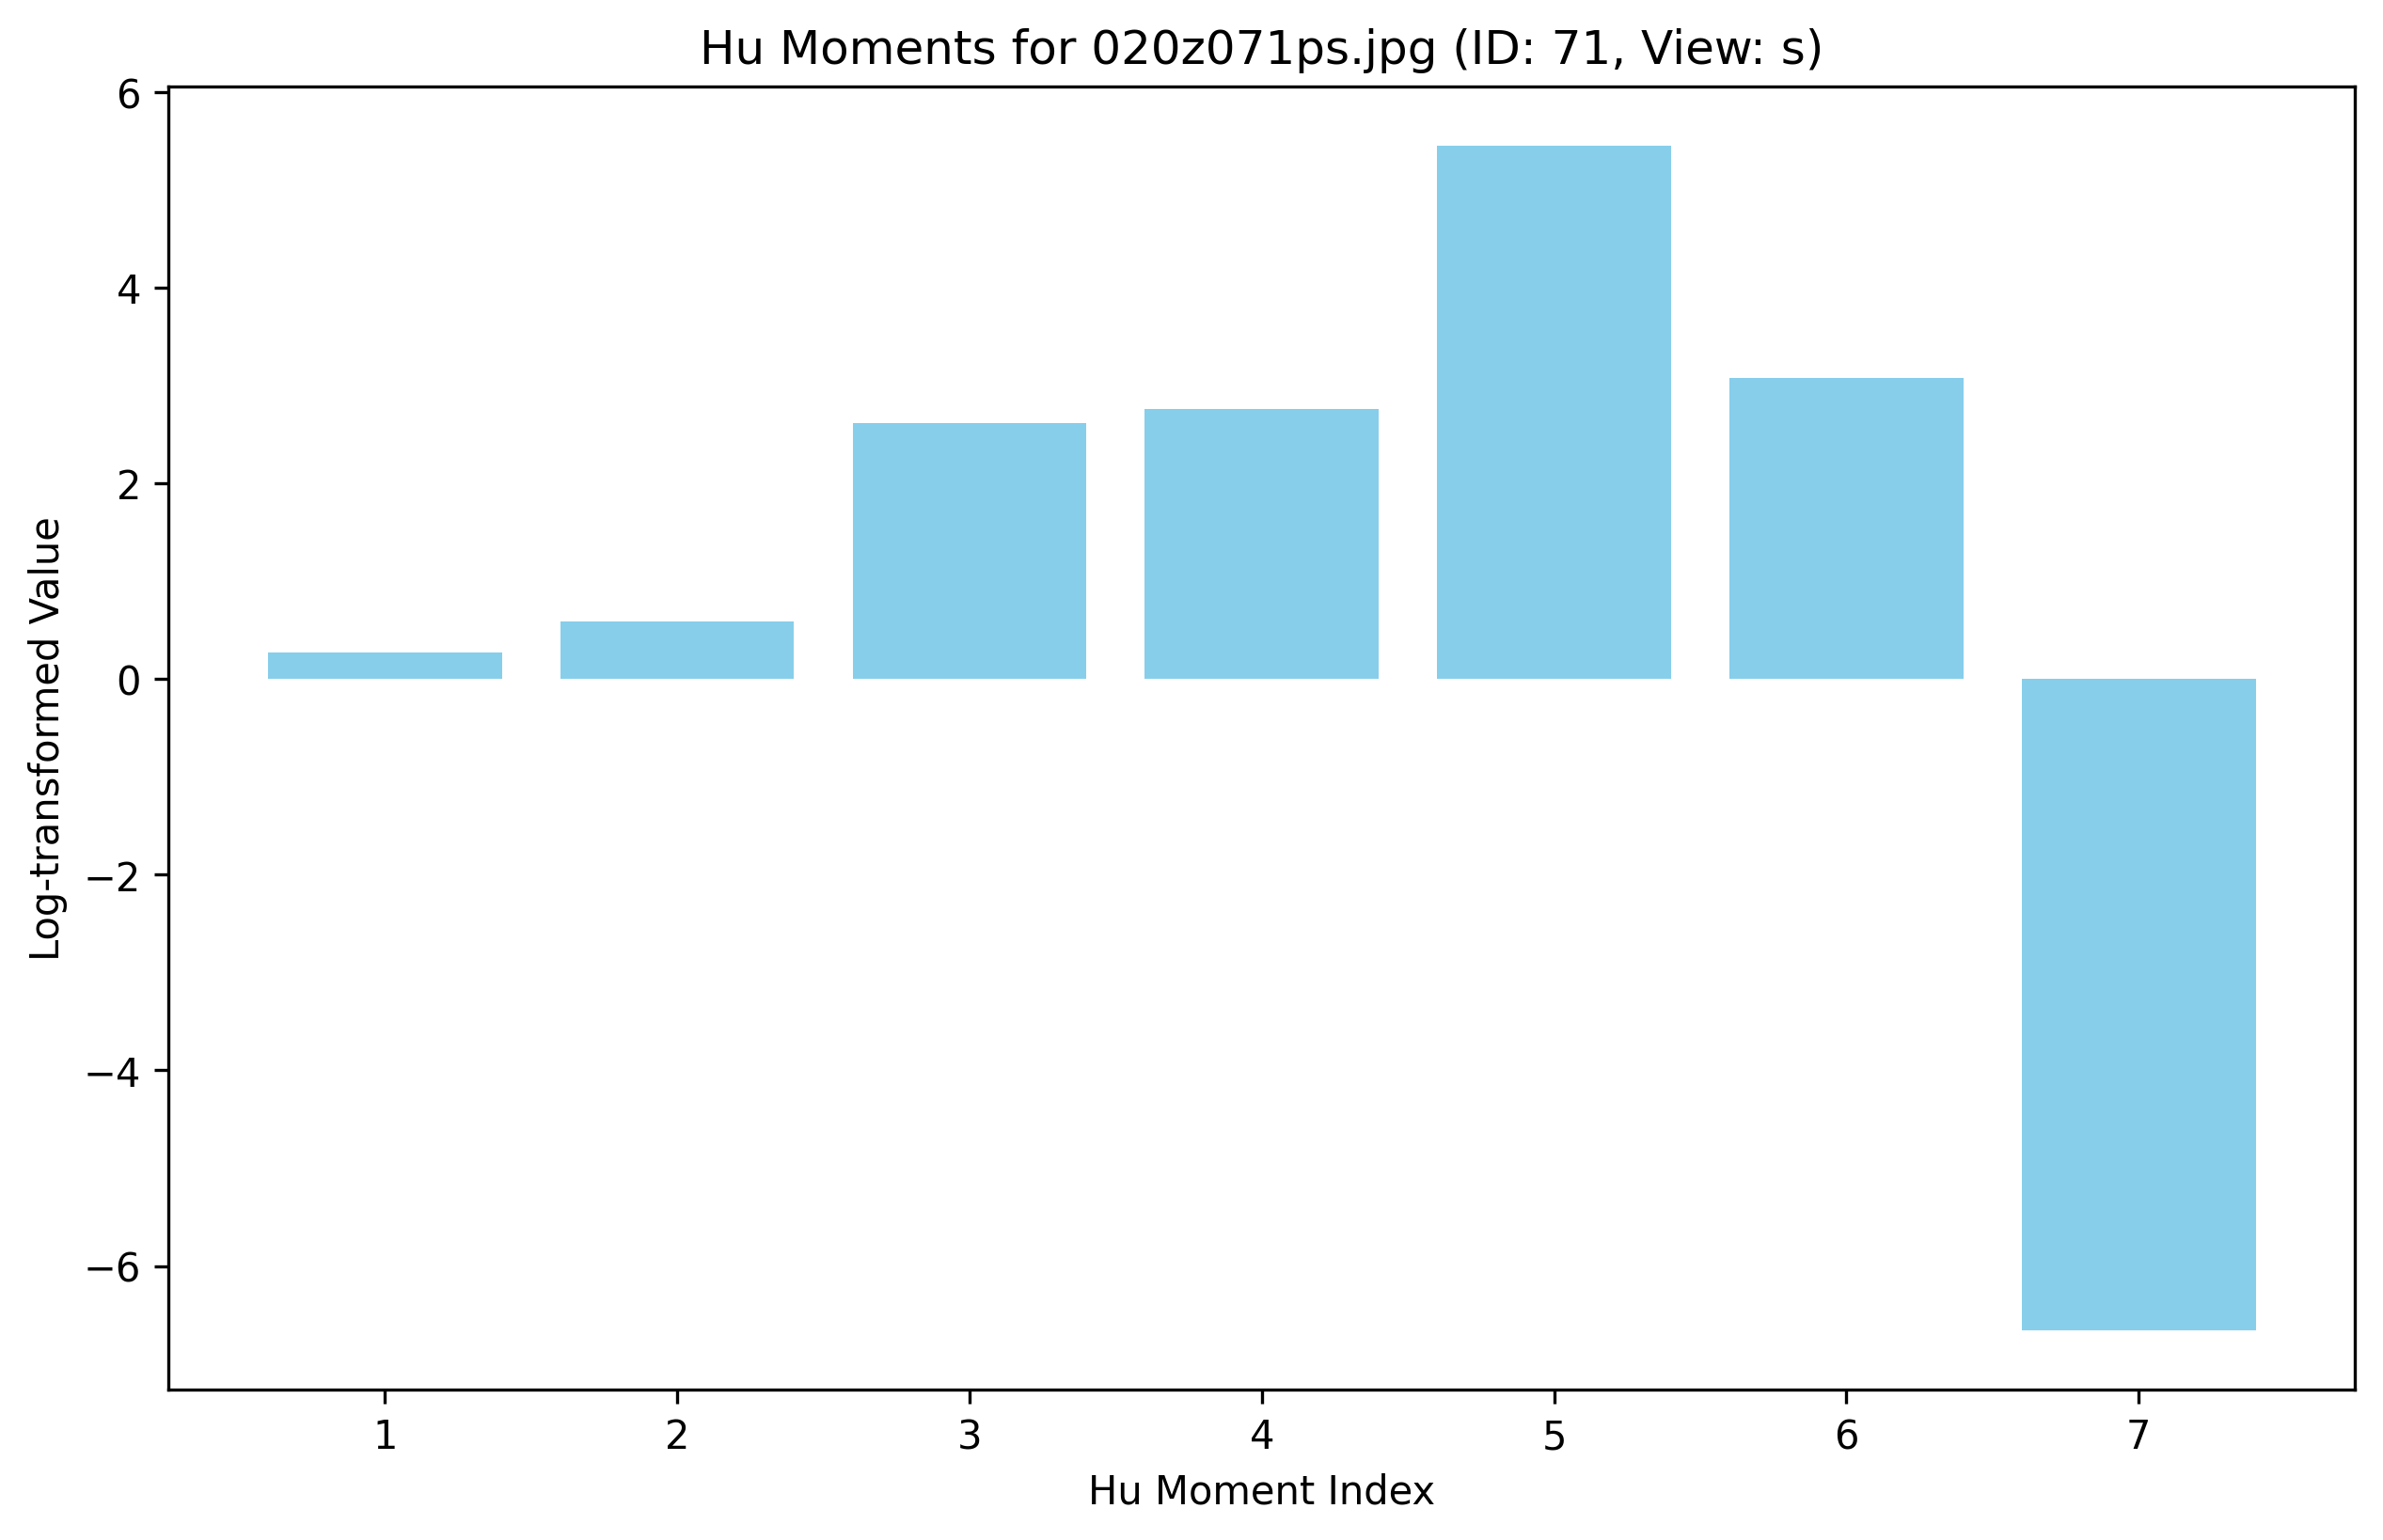 Hu Moments for 020z071ps.jpg (ID: 71, View: s)
6
4
2
0
−2
−4
−6
Log-transformed Value
1 2 3 4 5 6 7
Hu Moment Index